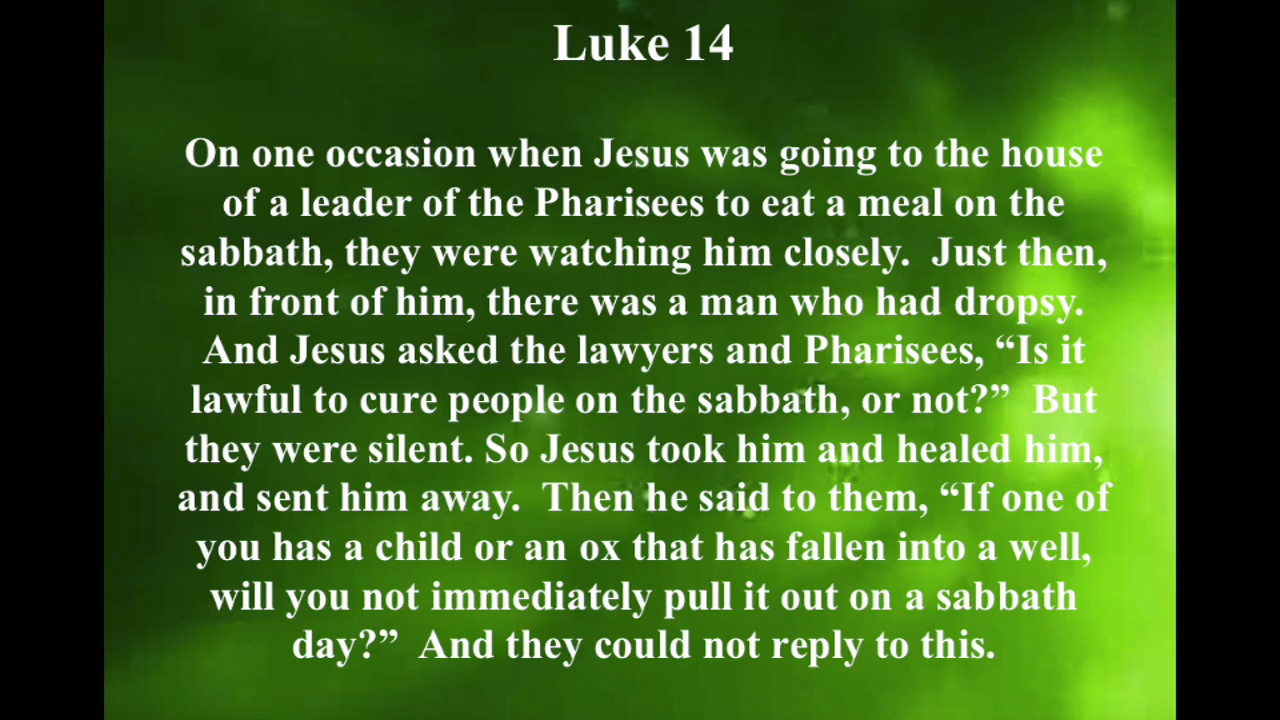 Luke 14
On one occasion when Jesus was going to the house
of a leader of the Pharisees to eat a meal on the
sabbath, they were watching him closely.  Just then,
in front of him, there was a man who had dropsy.
And Jesus asked the lawyers and Pharisees, “Is it
lawful to cure people on the sabbath, or not?”  But
they were silent. So Jesus took him and healed him,
and sent him away.  Then he said to them, “If one of
you has a child or an ox that has fallen into a well,
will you not immediately pull it out on a sabbath
day?”  And they could not reply to this.